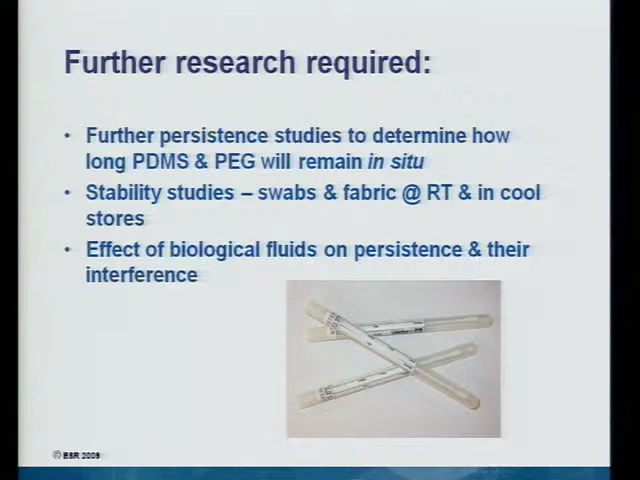 Further research required:
• Further persistence studies to determine how
long PDMS & PEG will remain in situ
• Stability studies – swabs & fabric @ RT & in cool
stores
• Effect of biological fluids on persistence & their
interference
© ESR 2009